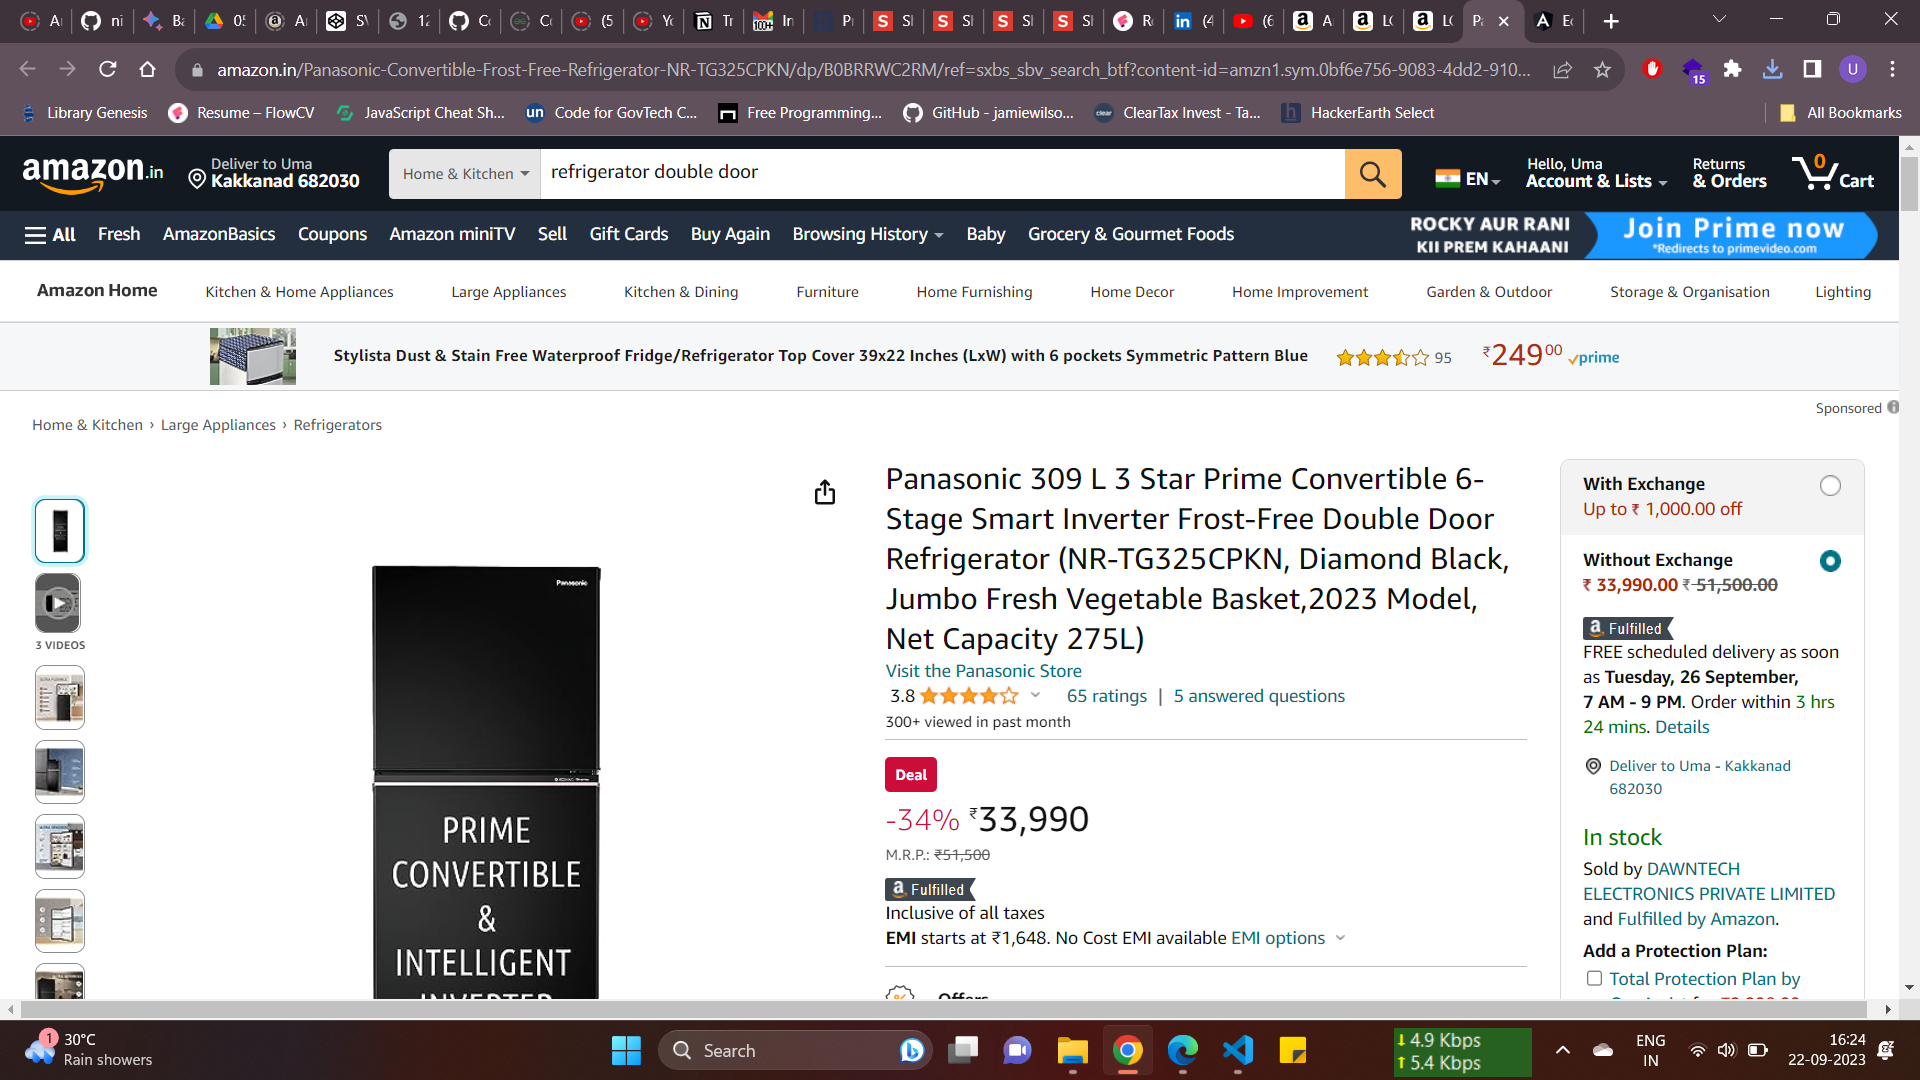 amazon.in/Panasonic-Convertible-Frost-Free-Refrigerator-NR-TG325CPKN/dp/B0BRRWC2RM/ref=sxbs_sbv_search_btf?content-id=amzn1.sym.0bf6e756-9083-4dd2-910...
15
U
Library Genesis
Resume – FlowCV
JavaScript Cheat Sh...
un Code for GovTech C...
Free Programming...
GitHub - jamiewilso...
clear ClearTax Invest - Ta...
h HackerEarth Select
All Bookmarks
amazon.in
Deliver to Uma
Kakkanad 682030
Home & Kitchen
refrigerator double door
EN
Hello, Uma
Account & Lists
Returns
& Orders
0
Cart
All
Fresh
AmazonBasics
Coupons
Amazon miniTV
Sell
Gift Cards
Buy Again
Browsing History
Baby
Grocery & Gourmet Foods
ROCKY AUR RANI
KII PREM KAHAANI
Join Prime now
*Redirects to primevideo.com
Amazon Home
Kitchen & Home Appliances
Large Appliances
Kitchen & Dining
Furniture
Home Furnishing
Home Decor
Home Improvement
Garden & Outdoor
Storage & Organisation
Lighting
Stylista Dust & Stain Free Waterproof Fridge/Refrigerator Top Cover 39x22 Inches (LxW) with 6 pockets Symmetric Pattern Blue
95
₹24900 prime
Sponsored
Home & Kitchen › Large Appliances › Refrigerators
3 VIDEOS
Panasonic
PRIME
CONVERTIBLE
&
INTELLIGENT
INVERTER
Panasonic 309 L 3 Star Prime Convertible 6-
Stage Smart Inverter Frost-Free Double Door
Refrigerator (NR-TG325CPKN, Diamond Black,
Jumbo Fresh Vegetable Basket,2023 Model,
Net Capacity 275L)
Visit the Panasonic Store
3.8
65 ratings | 5 answered questions
300+ viewed in past month
Deal
-34% ₹33,990
M.R.P.: ₹51,500
a Fulfilled
Inclusive of all taxes
EMI starts at ₹1,648. No Cost EMI available EMI options
Offers
With Exchange
Up to ₹ 1,000.00 off
Without Exchange
₹ 33,990.00 ₹ 51,500.00
a Fulfilled
FREE scheduled delivery as soon
as Tuesday, 26 September,
7 AM - 9 PM. Order within 3 hrs
24 mins. Details
Deliver to Uma - Kakkanad
682030
In stock
Sold by DAWNTECH
ELECTRONICS PRIVATE LIMITED
and Fulfilled by Amazon.
Add a Protection Plan:
Total Protection Plan by
1
30°C
Rain showers
Search
4.9 Kbps
5.4 Kbps
ENG
IN
16:24
22-09-2023